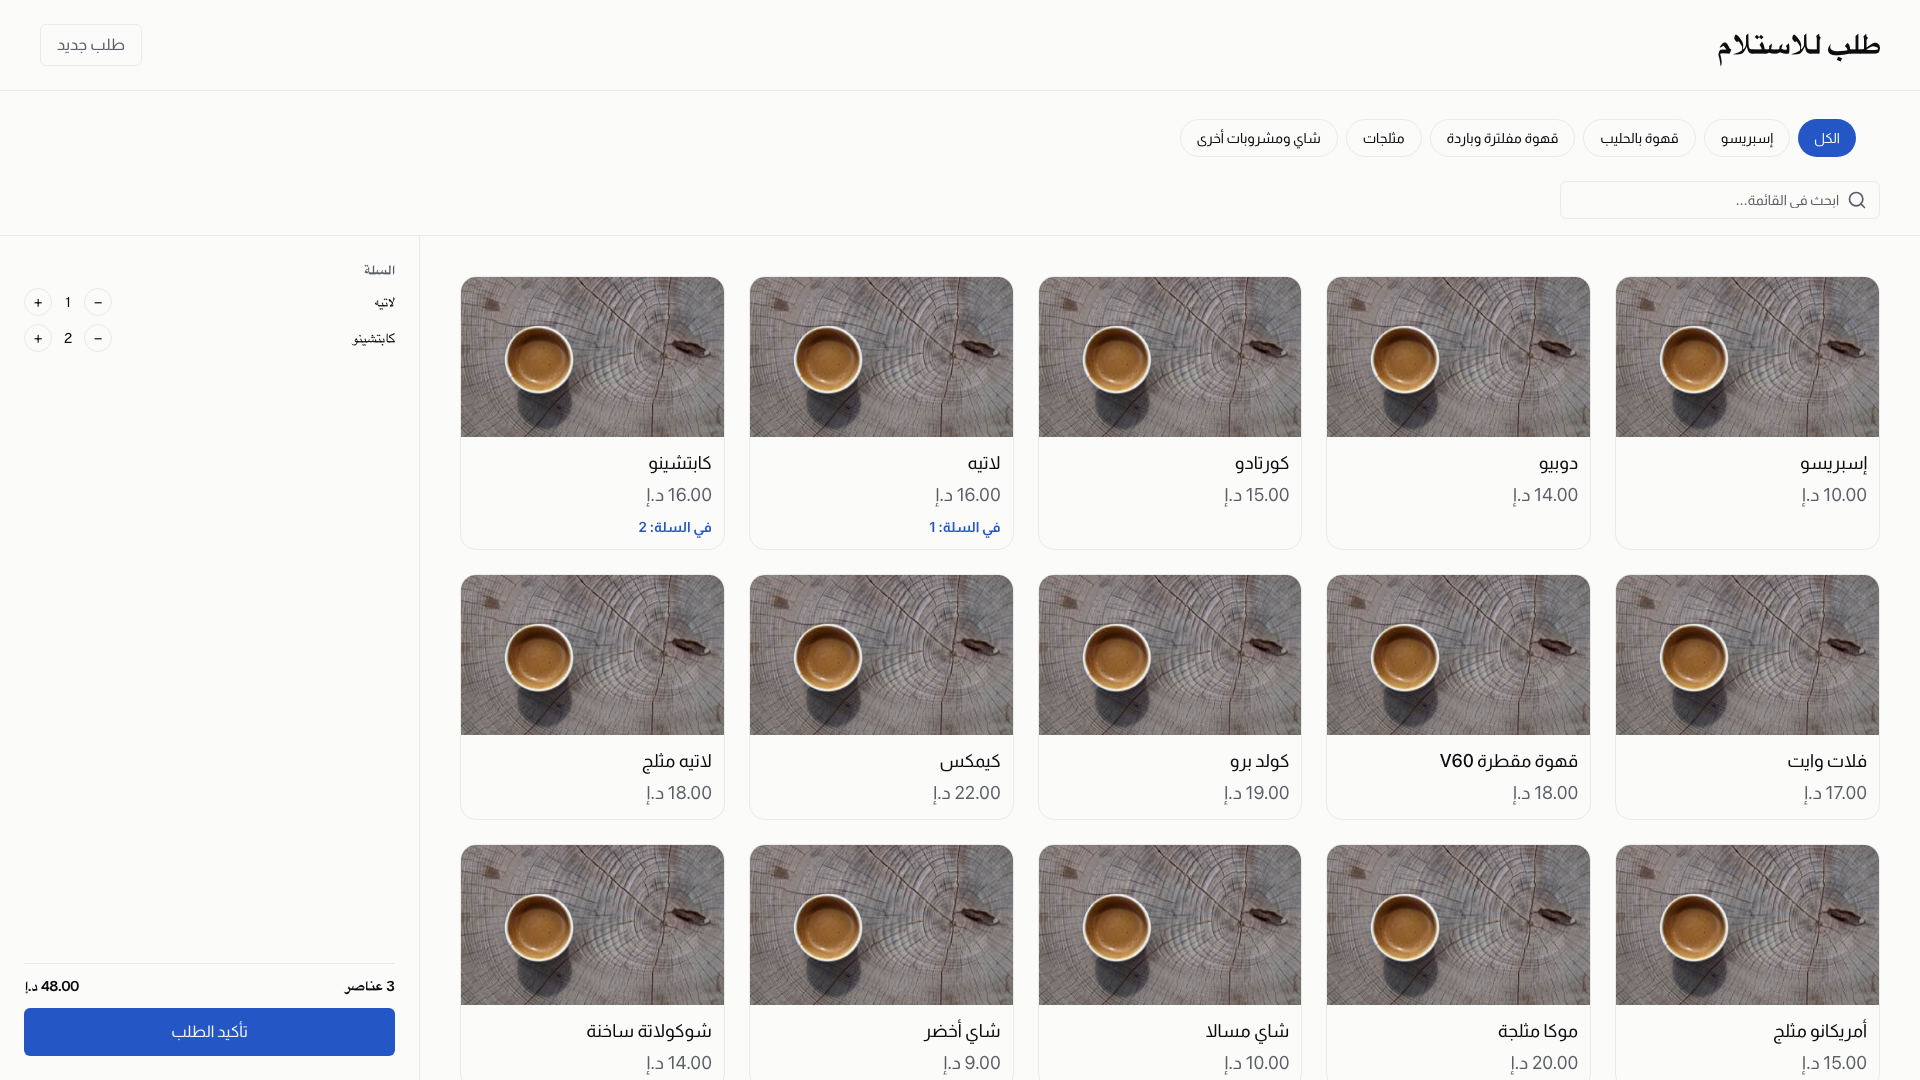 طلب للاستلام
طلب جديد
الكل
إسبريسو
قهوة بالحليب
قهوة مفلترة وباردة
مثلجات
شاي ومشروبات أخرى
ابحث في القائمة...
إسبريسو
10.00 د.إ
دوبيو
14.00 د.إ
كورتادو
15.00 د.إ
لاتيه
16.00 د.إ
في السلة: 1
كابتشينو
16.00 د.إ
في السلة: 2
فلات وايت
17.00 د.إ
قهوة مقطرة V60
18.00 د.إ
كولد برو
19.00 د.إ
كيمكس
22.00 د.إ
لاتيه مثلج
18.00 د.إ
أمريكانو مثلج
15.00 د.إ
موكا مثلجة
20.00 د.إ
شاي مسالا
10.00 د.إ
شاي أخضر
9.00 د.إ
شوكولاتة ساخنة
14.00 د.إ
السلة
لاتيه
− 1 +
كابتشينو
− 2 +
3 عناصر
48.00 د.إ
تأكيد الطلب